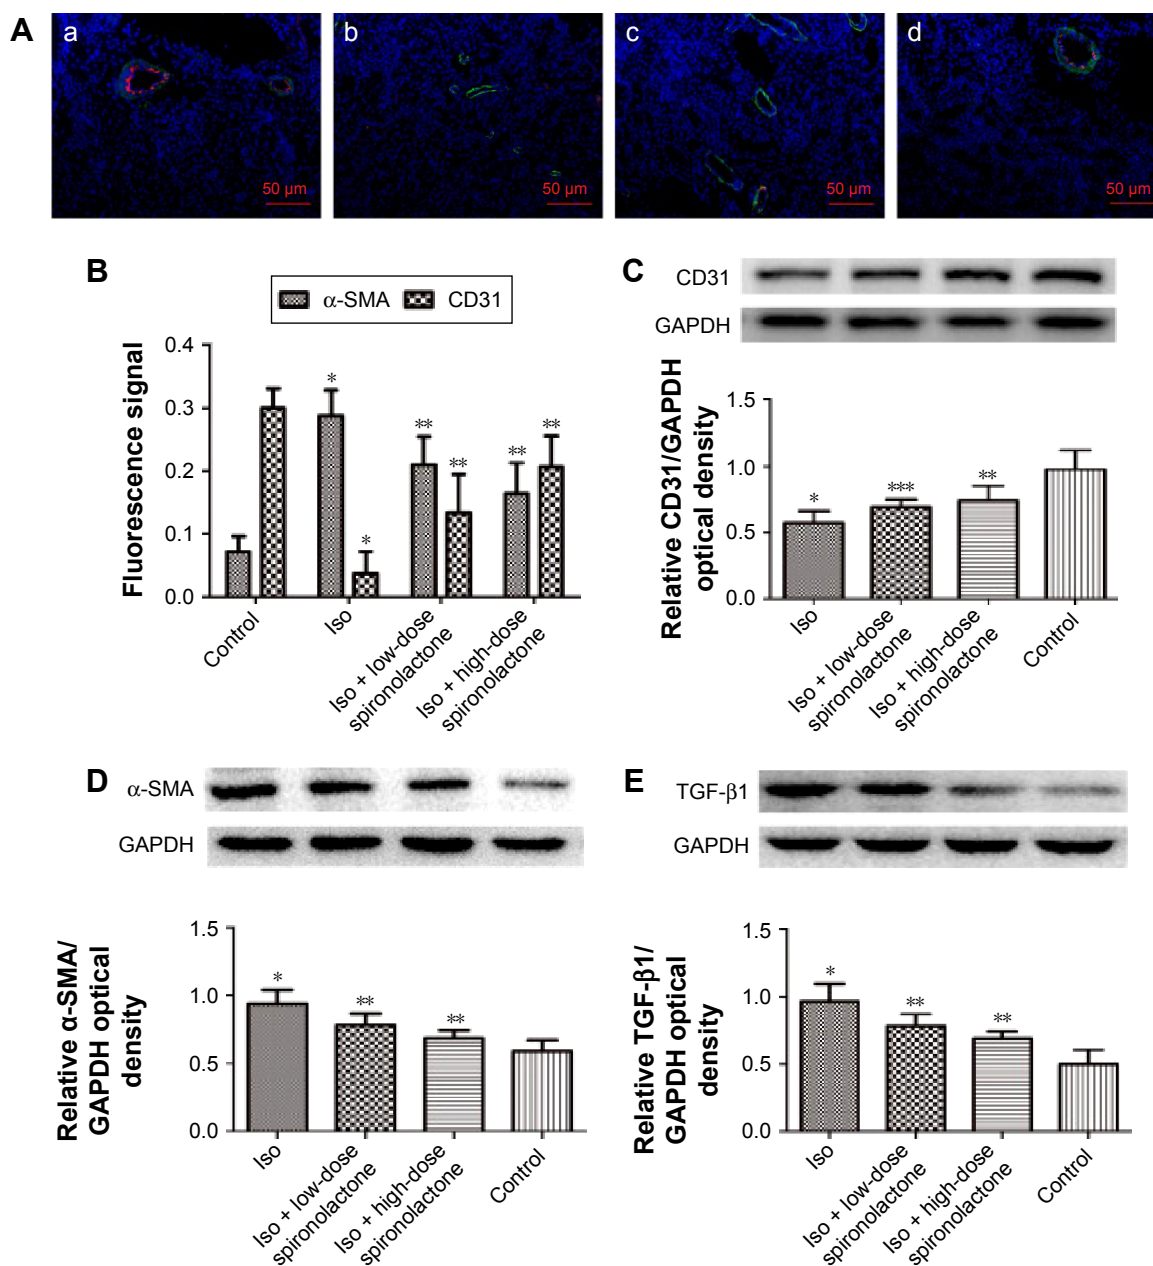 A
a
b
c
d
50 µm
50 µm
50 µm
50 µm
B
α-SMA
CD31
Fluorescence signal
0.4
0.3
0.2
0.1
0.0
*
*
**
**
**
**
Control
Iso
Iso + low-dose
spironolactone
Iso + high-dose
spironolactone
C
CD31
GAPDH
Relative CD31/GAPDH
optical density
1.5
1.0
0.5
0.0
*
***
**
Iso
Iso + low-dose
spironolactone
Iso + high-dose
spironolactone
Control
D
α-SMA
GAPDH
Relative α-SMA/
GAPDH optical
density
1.5
1.0
0.5
0.0
*
**
**
Iso
Iso + low-dose
spironolactone
Iso + high-dose
spironolactone
Control
E
TGF-β1
GAPDH
Relative TGF-β1/
GAPDH optical
density
1.5
1.0
0.5
0.0
*
**
**
Iso
Iso + low-dose
spironolactone
Iso + high-dose
spironolactone
Control